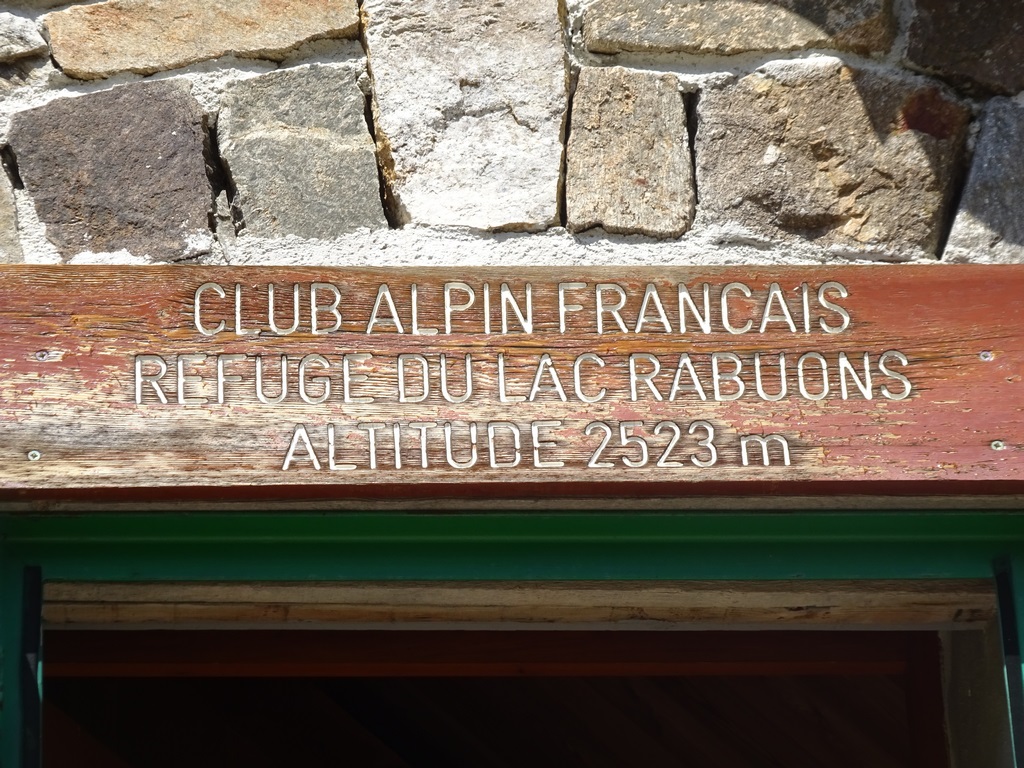 CLUB ALPIN FRANCAIS
REFUGE DU LAC RABUONS
ALTITUDE 2523 m